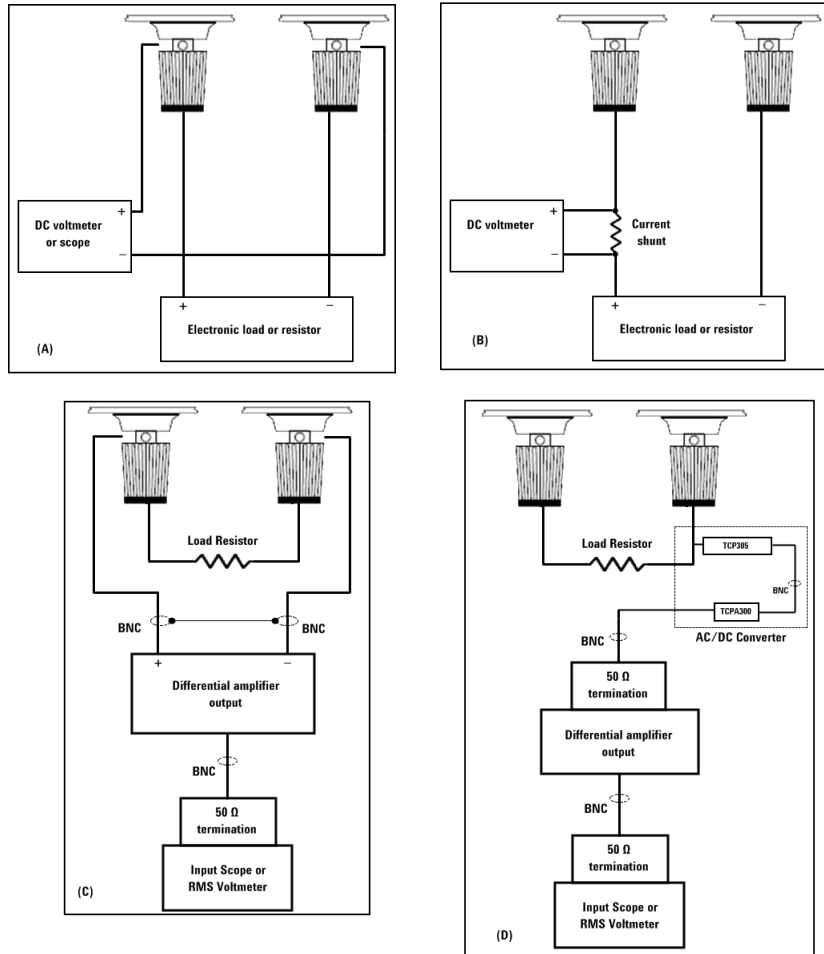 +
DC voltmeter
or scope
–
+
–
Electronic load or resistor
(A)
+
DC voltmeter
–
Current
shunt
+
–
Electronic load or resistor
(B)
Load Resistor
BNC
BNC
+
–
Differential amplifier
output
BNC
50 Ω
termination
Input Scope or
RMS Voltmeter
(C)
Load Resistor
TCP305
BNC
TCPA300
AC/DC Converter
BNC
50 Ω
termination
Differential amplifier
output
BNC
50 Ω
termination
Input Scope or
RMS Voltmeter
(D)